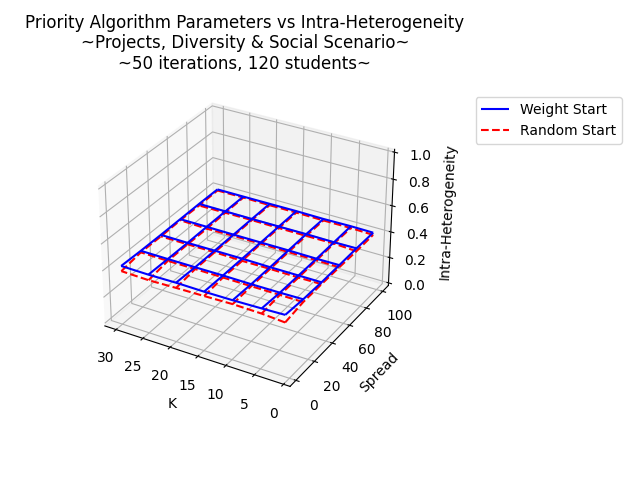 Priority Algorithm Parameters vs Intra-Heterogeneity
~Projects, Diversity & Social Scenario~
~50 iterations, 120 students~
Weight Start
Random Start
Intra-Heterogeneity
1.0
0.8
0.6
0.4
0.2
0.0
100
80
60
40
20
0
Spread
30
25
20
15
10
5
0
K